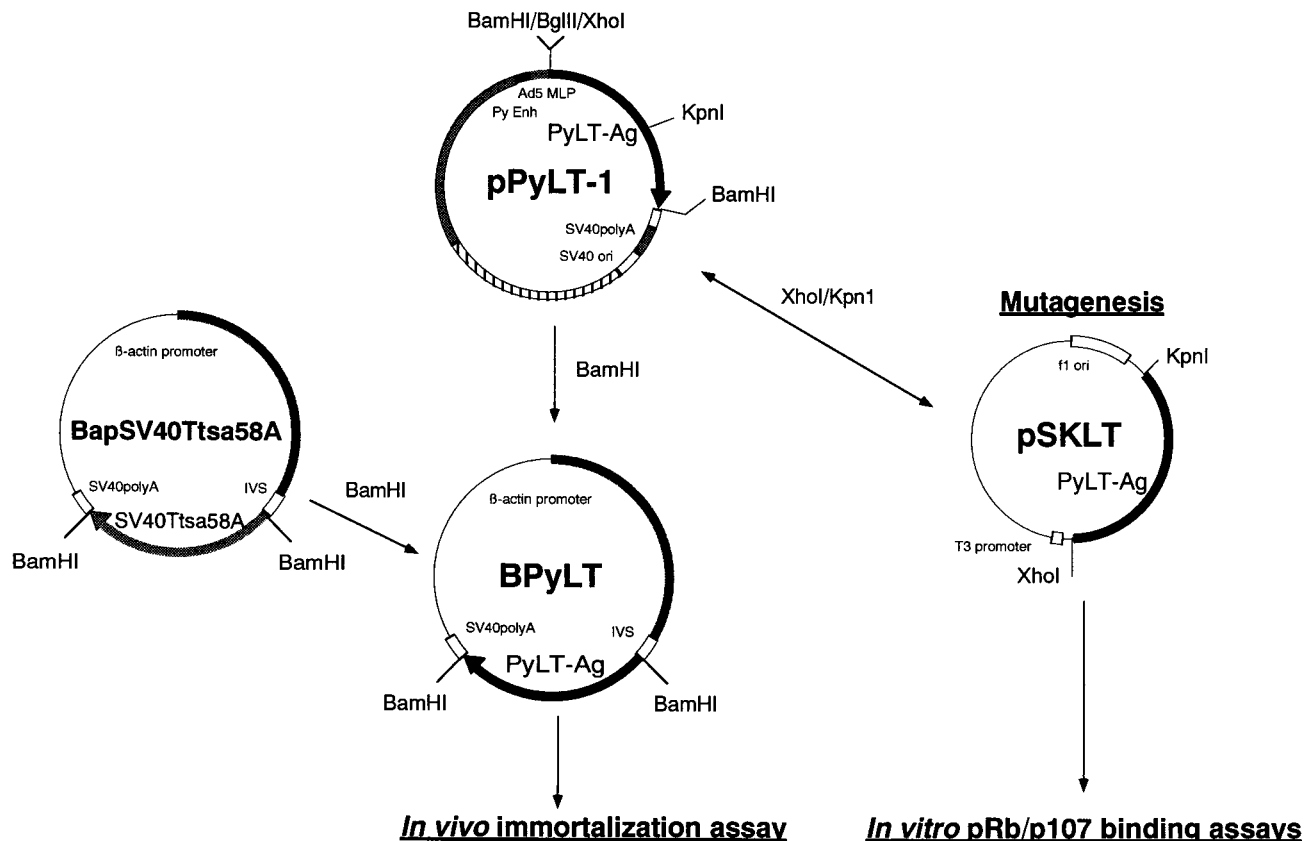 BamHI/BglII/XhoI
Ad5 MLP
Py Enh
PyLT-Ag
KpnI
pPyLT-1
BamHI
SV40polyA
SV40 ori
XhoI/Kpn1
BamHI
Mutagenesis
f1 ori
KpnI
pSKLT
PyLT-Ag
T3 promoter
XhoI
ß-actin promoter
BapSV40Ttsa58A
SV40polyA
IVS
SV40Ttsa58A
BamHI
BamHI
BamHI
ß-actin promoter
BPyLT
SV40polyA
IVS
PyLT-Ag
BamHI
BamHI
In vivo immortalization assay
In vitro pRb/p107 binding assays